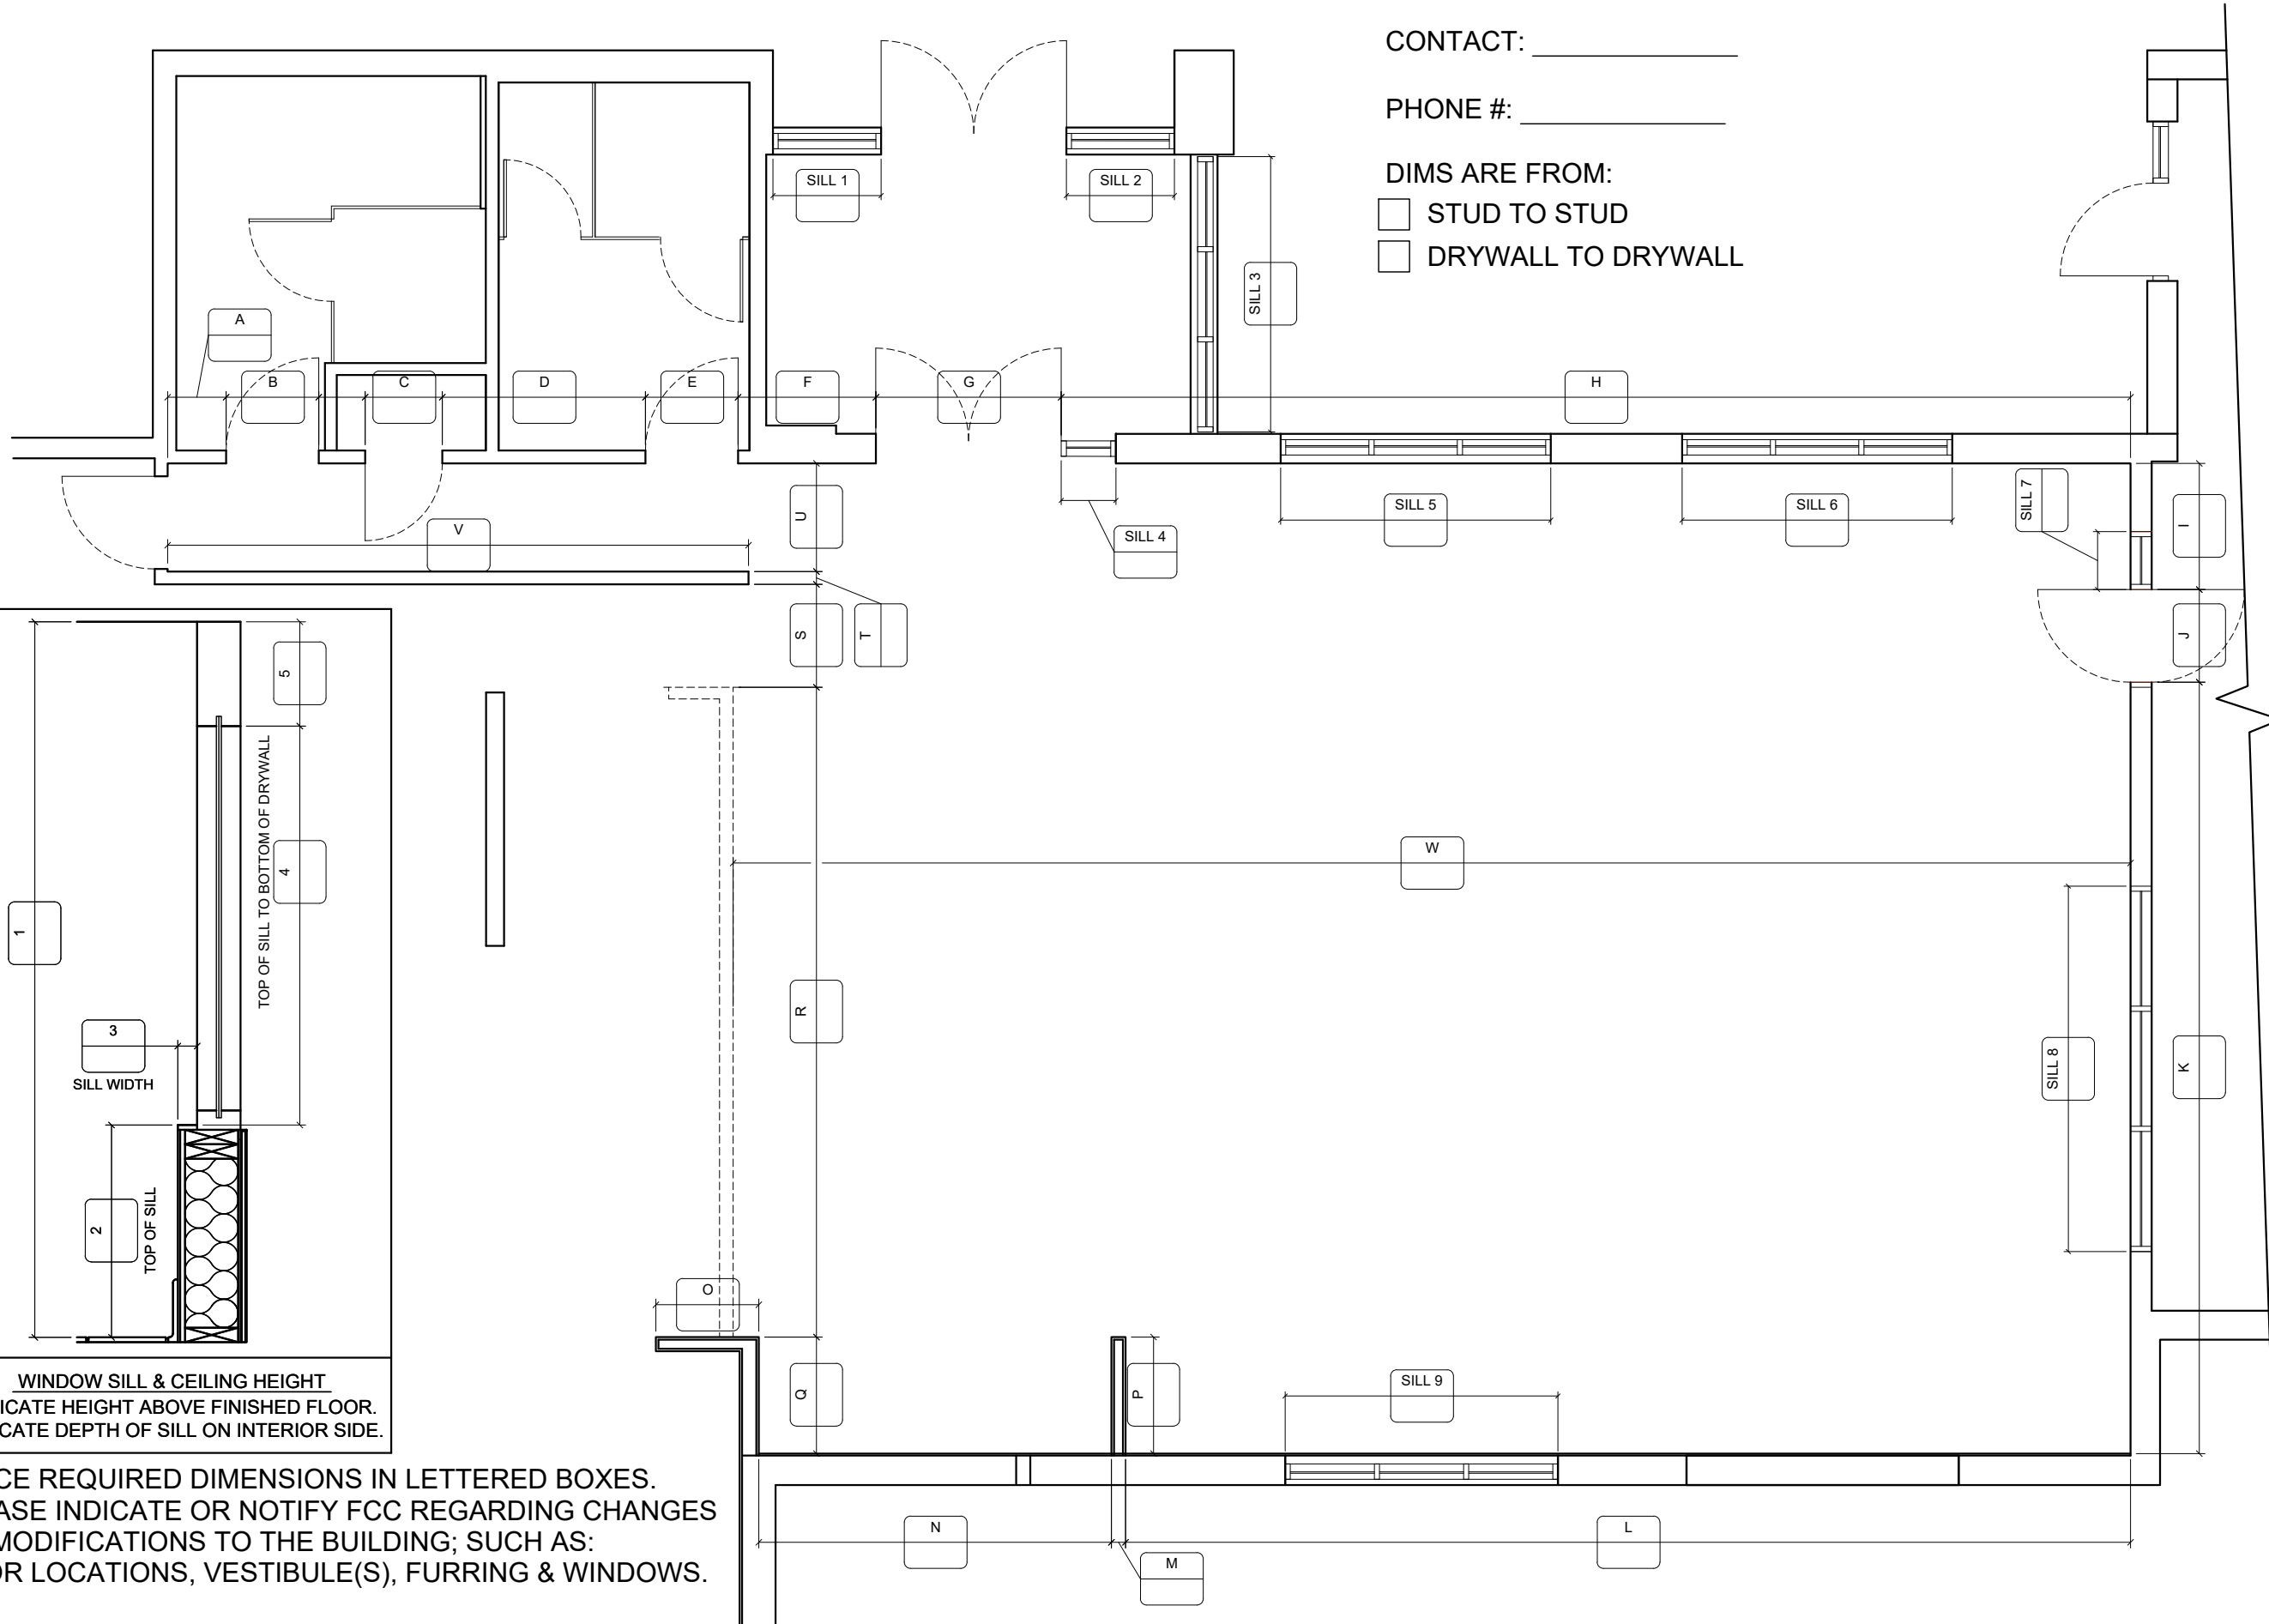 CONTACT:
PHONE #:
DIMS ARE FROM:
STUD TO STUD
DRYWALL TO DRYWALL
SILL 1
SILL 2
SILL 3
A
B
C
D
E
F
G
H
V
U
SILL 4
SILL 5
SILL 6
SILL 7
I
J
S
T
W
R
SILL 8
K
O
Q
P
SILL 9
N
M
L
1
5
4
TOP OF SILL TO BOTTOM OF DRYWALL
3
SILL WIDTH
2
TOP OF SILL
WINDOW SILL & CEILING HEIGHT
ICATE HEIGHT ABOVE FINISHED FLOOR.
CATE DEPTH OF SILL ON INTERIOR SIDE.
CE REQUIRED DIMENSIONS IN LETTERED BOXES.
ASE INDICATE OR NOTIFY FCC REGARDING CHANGES
MODIFICATIONS TO THE BUILDING; SUCH AS:
OR LOCATIONS, VESTIBULE(S), FURRING & WINDOWS.